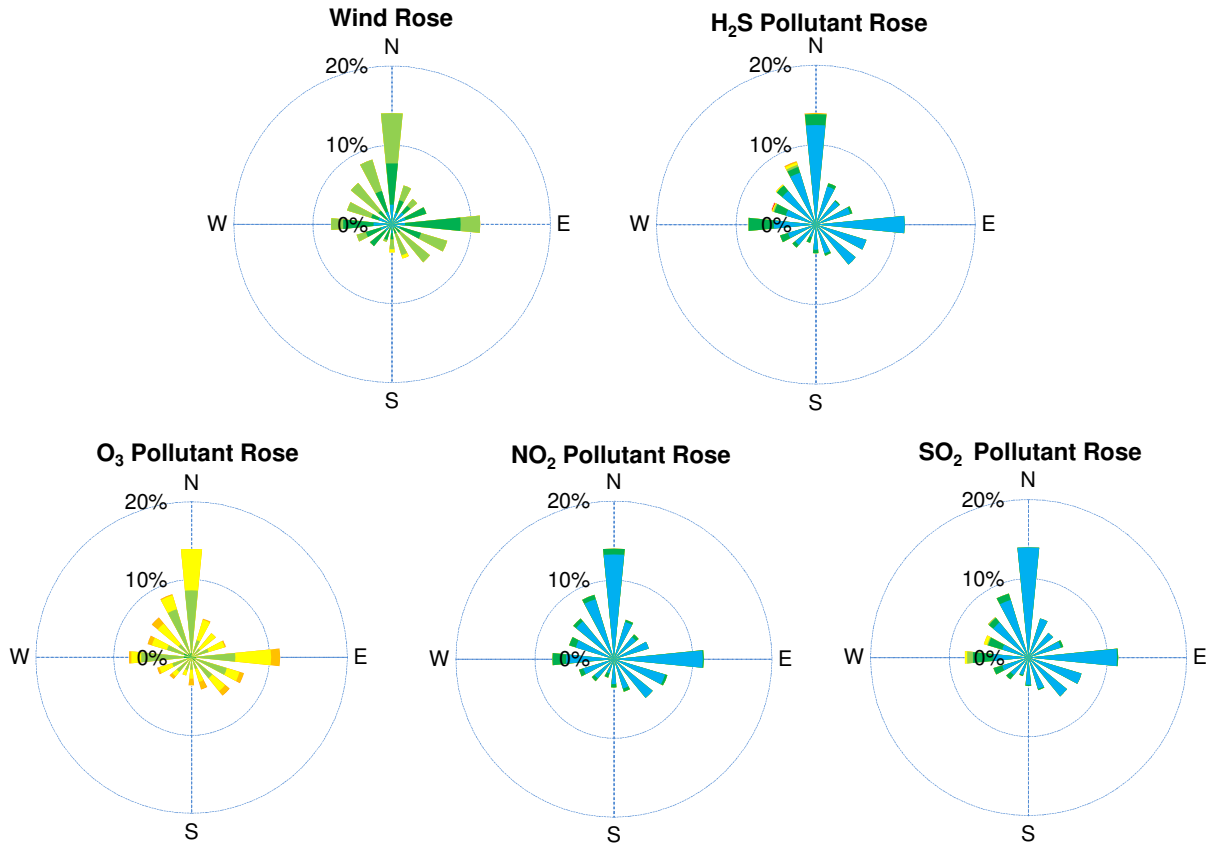 Wind Rose
N
20%
10%
W
0%
E
S
H₂S Pollutant Rose
N
20%
10%
W
0%
E
S
O₃ Pollutant Rose
N
20%
10%
W
0%
E
S
NO₂ Pollutant Rose
N
20%
10%
W
0%
E
S
SO₂ Pollutant Rose
N
20%
10%
W
0%
E
S